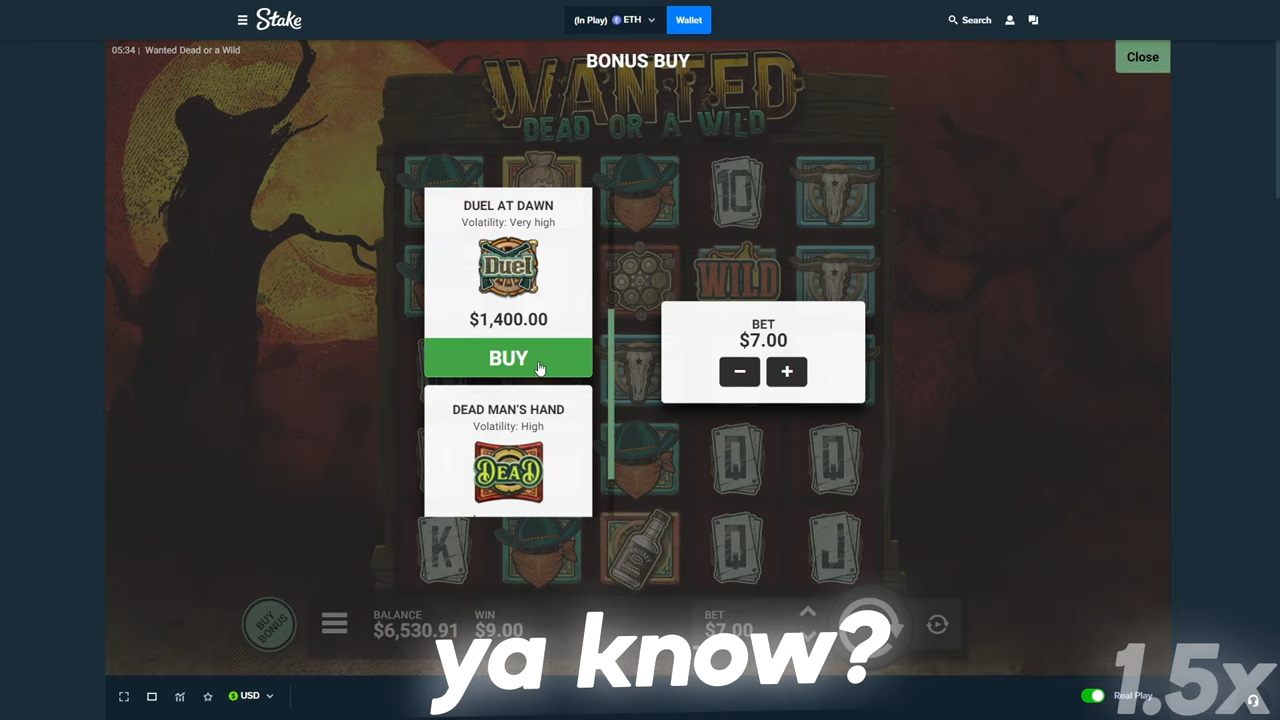 Stake
(In Play) ETH
Wallet
Search
05:34 | Wanted Dead or a Wild
BONUS BUY
Close
WANTED
DEAD OR A WILD
10
DUEL AT DAWN
Volatility: Very high
Duel
WILD
$1,400.00
BET
$7.00
BUY
DEAD MAN'S HAND
Volatility: High
DEAD
Q
Q
K
Q
J
BUY
BONUS
BALANCE
$6,530.91
WIN
$9.00
BET
$7.00
ya know?
1.5x
USD
Real Play